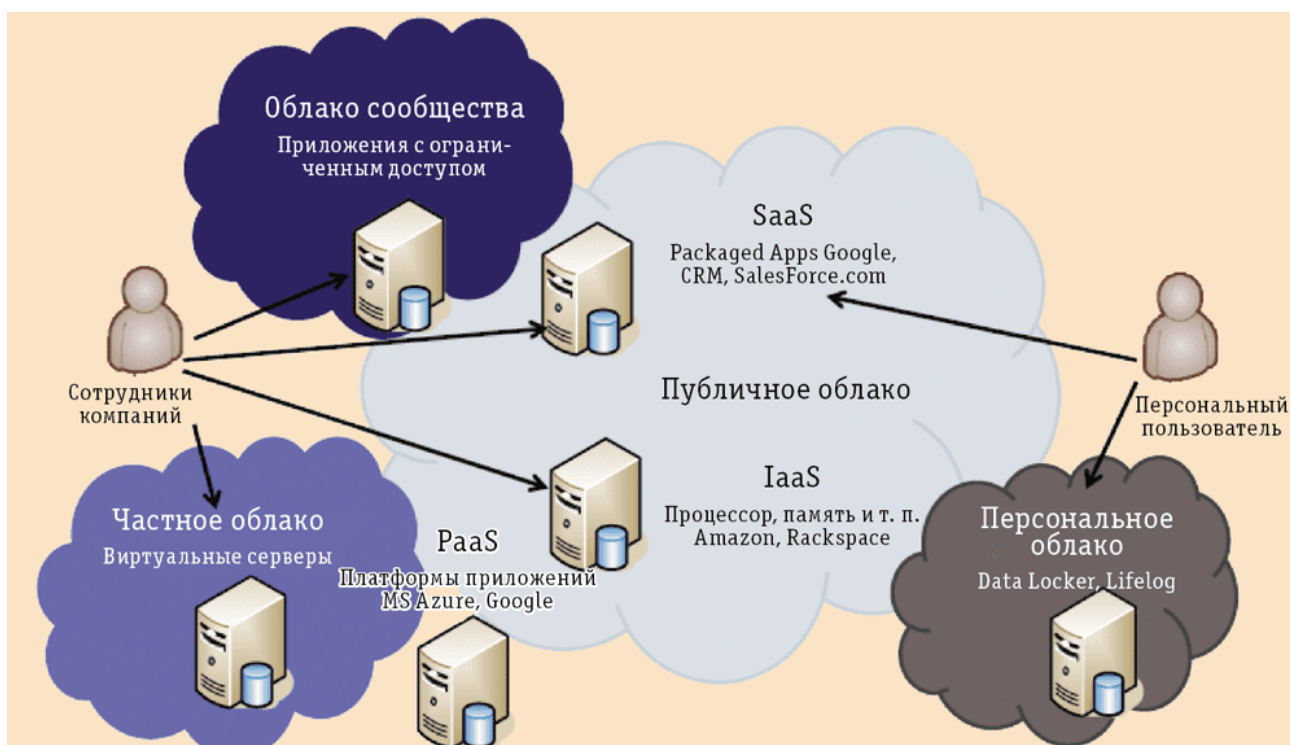 Облако сообщества
Приложения с ограни-
ченным доступом
SaaS
Packaged Apps Google,
CRM, SalesForce.com
Сотрудники
компаний
Публичное облако
Персональный
пользователь
Частное облако
Виртуальные серверы
PaaS
Платформы приложений
MS Azure, Google
IaaS
Процессор, память и т. п.
Amazon, Rackspace
Персональное
облако
Data Locker, Lifelog